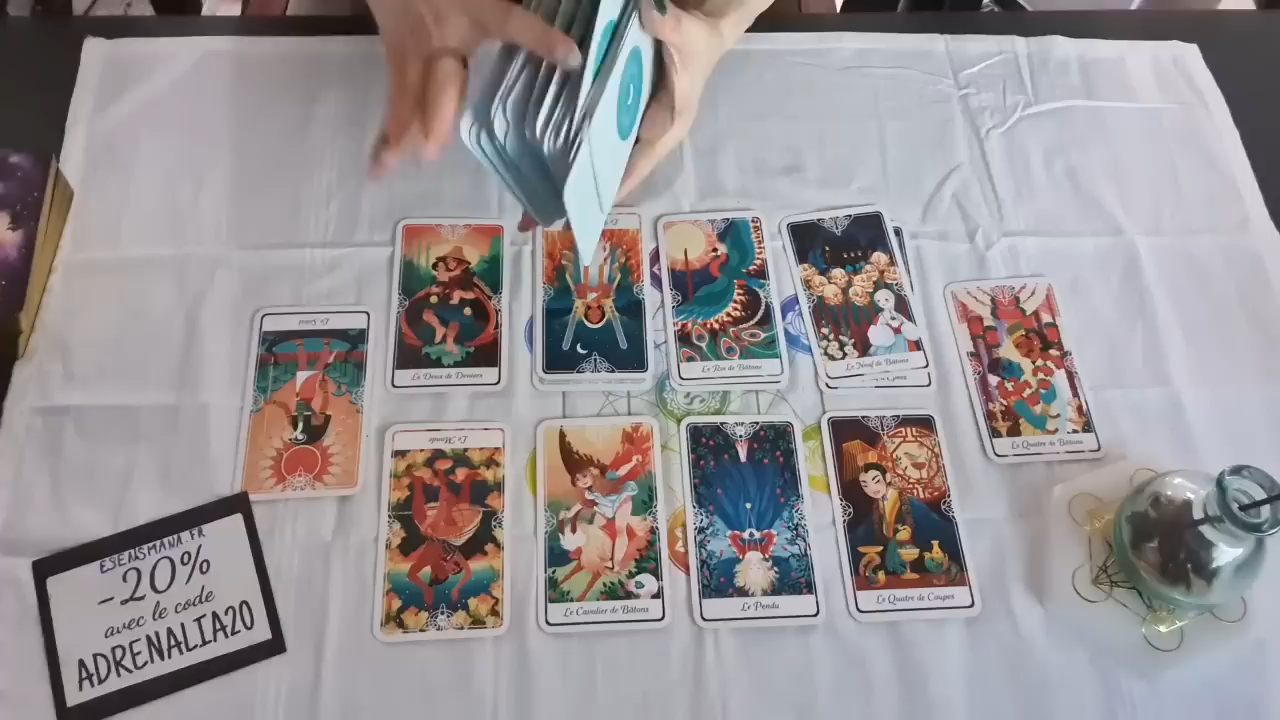 Le Deux de Deniers
Le Roi de Bâtons
Le Neuf de Bâtons
Le Soleil
Le Quatre de Bâtons
Le Monde
Le Cavalier de Bâtons
Le Pendu
Le Quatre de Coupes
ESENSMANA.FR
-20%
avec le code
ADRENALIA20